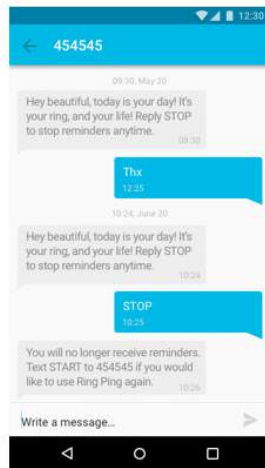 12:30
454545
09:30, May 20
Hey beautiful, today is your day! It's
your ring, and your life! Reply STOP
to stop reminders anytime.
09:30
Thx
12:25
10:24, June 20
Hey beautiful, today is your day! It's
your ring, and your life! Reply STOP
to stop reminders anytime.
10:24
STOP
10:25
You will no longer receive reminders.
Text START to 454545 if you would
like to use Ring Ping again.
10:26
Write a message...